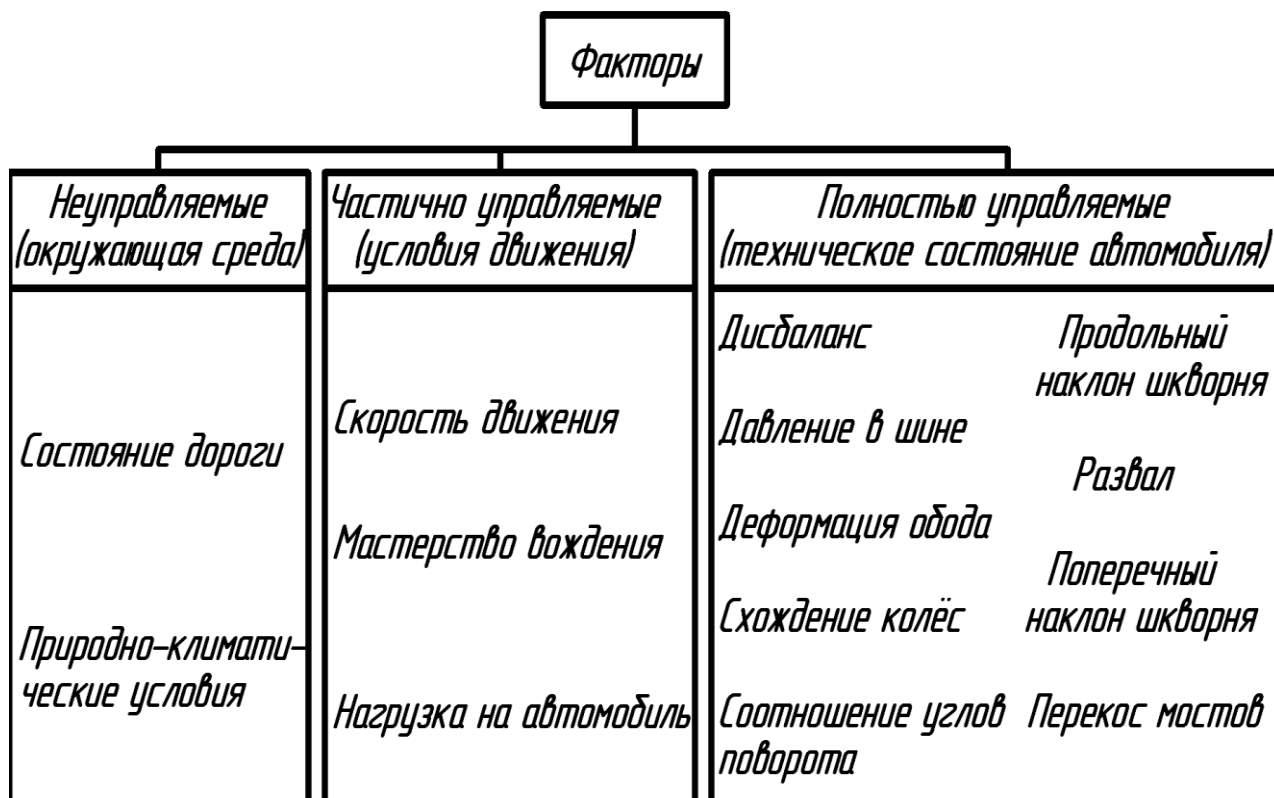 Факторы
Неуправляемые
(окружающая среда)
Состояние дороги
Природно-климати-
ческие условия
Частично управляемые
(условия движения)
Скорость движения
Мастерство вождения
Нагрузка на автомобиль
Полностью управляемые
(техническое состояние автомобиля)
Дисбаланс
Давление в шине
Деформация обода
Схождение колёс
Соотношение углов
поворота
Продольный
наклон шкворня
Развал
Поперечный
наклон шкворня
Перекос мостов